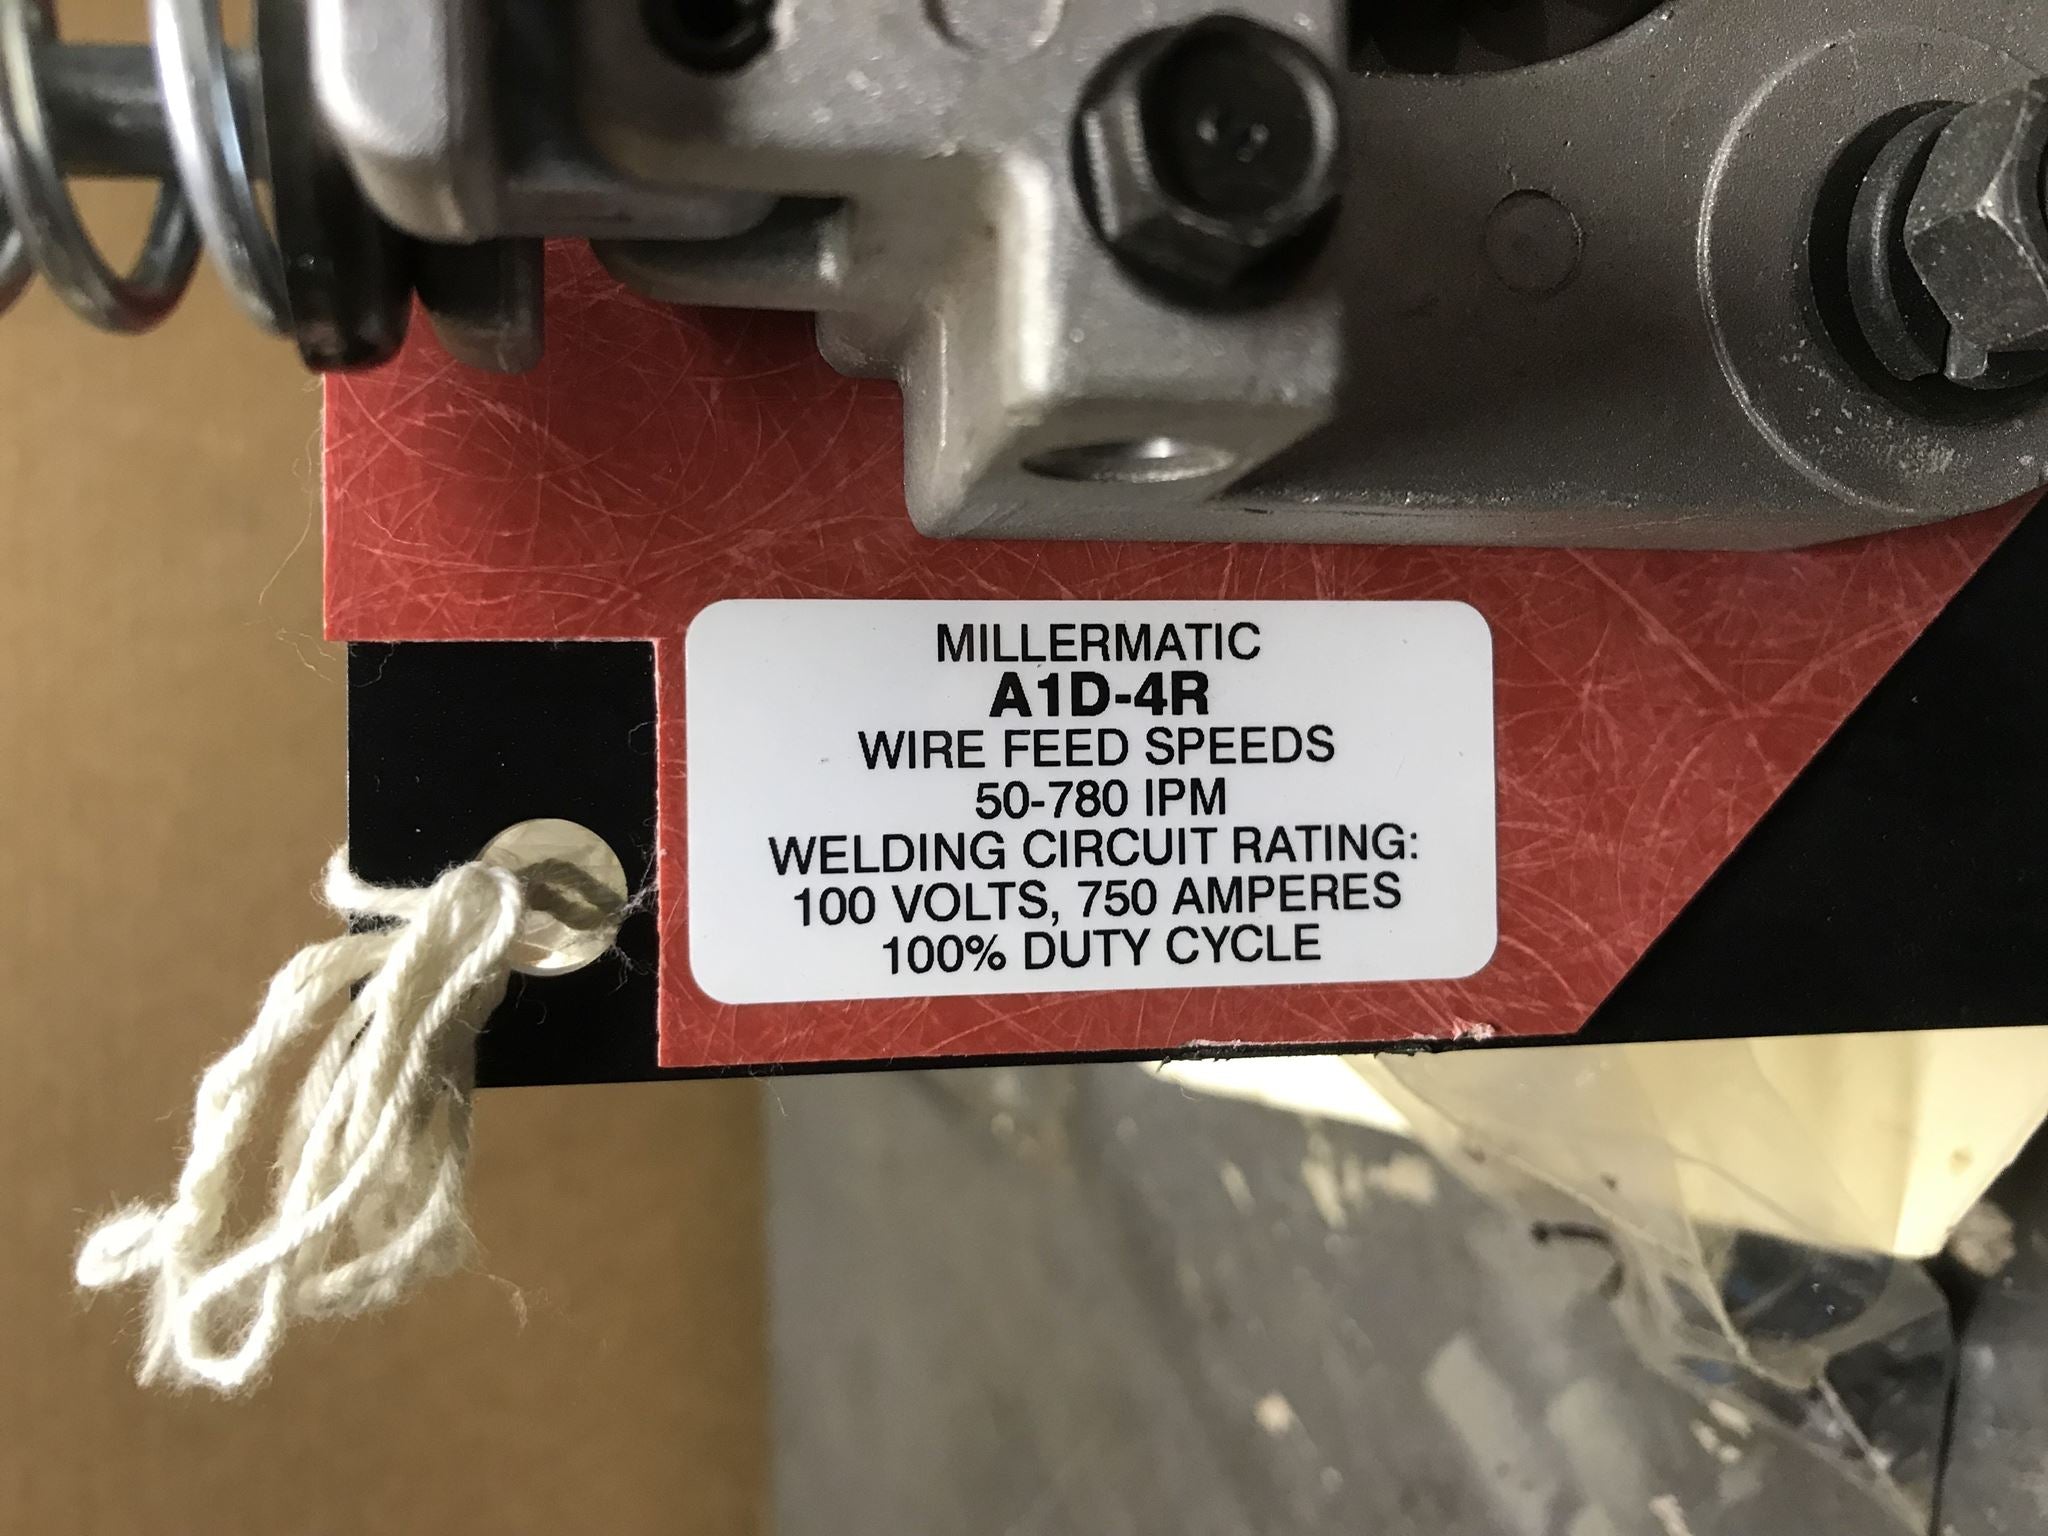 MILLERMATIC
A1D-4R
WIRE FEED SPEEDS
50-780 IPM
WELDING CIRCUIT RATING:
100 VOLTS, 750 AMPERES
100% DUTY CYCLE